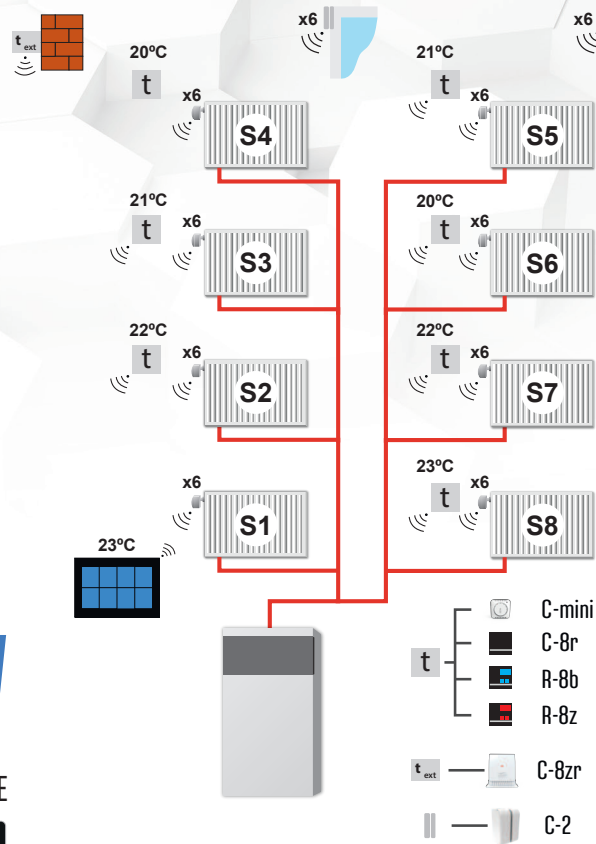 x6
x6
t ext
20ºC
t
x6
S4
21ºC
t
x6
S5
21ºC
t
x6
S3
20ºC
t
x6
S6
22ºC
t
x6
S2
22ºC
t
x6
S7
23ºC
x6
S1
23ºC
t
x6
S8
t
C-mini
C-8r
R-8b
R-8z
t ext
C-8zr
E
C-2